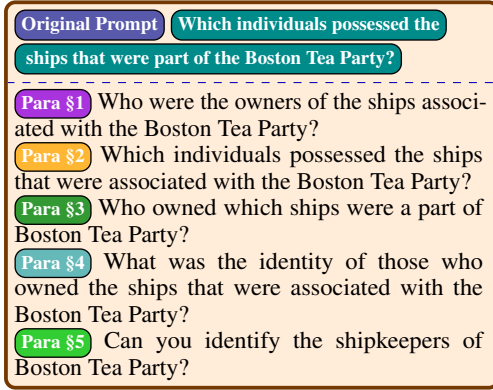 Original Prompt Which individuals possessed the
ships that were part of the Boston Tea Party?
Para §1 Who were the owners of the ships associ-
ated with the Boston Tea Party?
Para §2 Which individuals possessed the ships
that were associated with the Boston Tea Party?
Para §3 Who owned which ships were a part of
Boston Tea Party?
Para §4 What was the identity of those who
owned the ships that were associated with the
Boston Tea Party?
Para §5 Can you identify the shipkeepers of
Boston Tea Party?